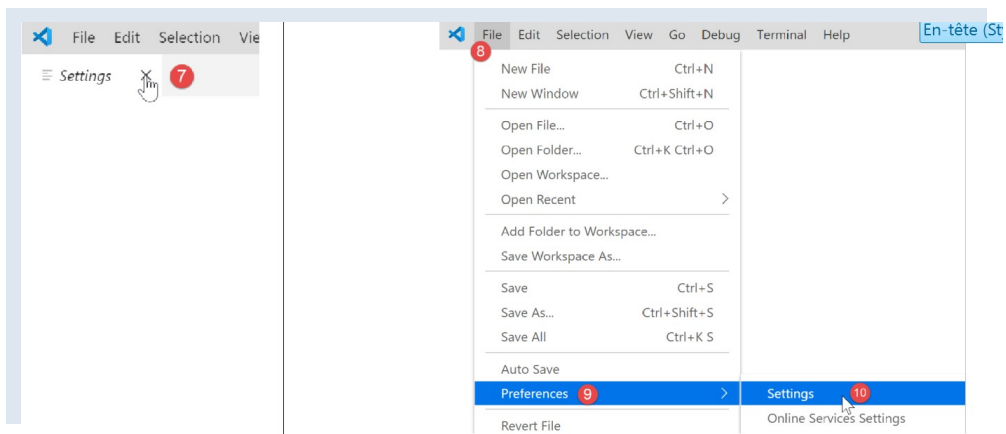 File Edit Selection Vie
Settings 7
File Edit Selection View Go Debug Terminal Help
8
New File Ctrl+N
New Window Ctrl+Shift+N
Open File... Ctrl+O
Open Folder... Ctrl+K Ctrl+O
Open Workspace...
Open Recent
Add Folder to Workspace...
Save Workspace As...
Save Ctrl+S
Save As... Ctrl+Shift+S
Save All Ctrl+K S
Auto Save
Preferences 9
Revert File
Settings 10
Online Services Settings
En-tête (Sty